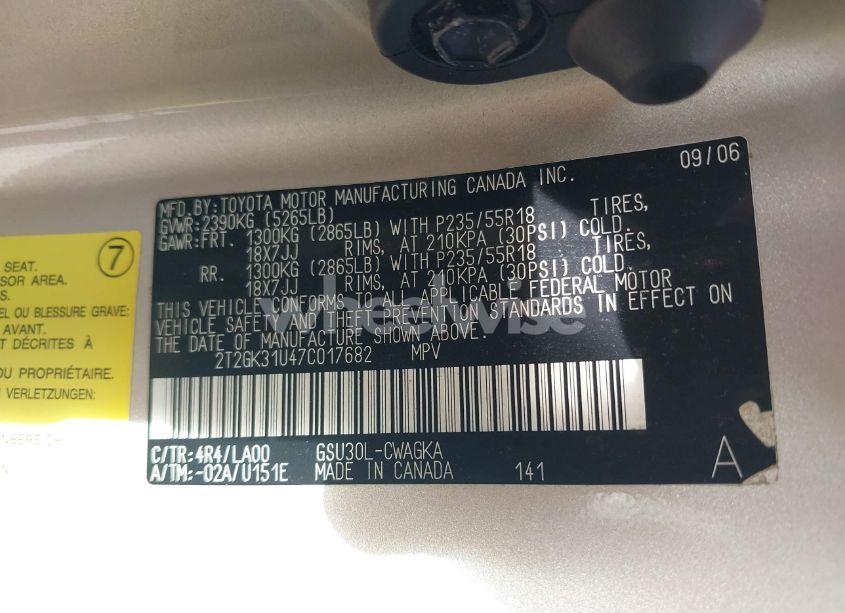 09/06
MFD.BY:TOYOTA MOTOR MANUFACTURING CANADA INC.
GVWR:2390KG (5265LB)
GAWR:FRT. 1300KG (2865LB) WITH P235/55R18 TIRES,
18X7JJ RIMS, AT 210KPA (30PSI) COLD.
RR. 1300KG (2865LB) WITH P235/55R18 TIRES,
18X7JJ RIMS, AT 210KPA (30PSI) COLD.
THIS VEHICLE CONFORMS TO ALL APPLICABLE FEDERAL MOTOR
VEHICLE SAFETY AND THEFT PREVENTION STANDARDS IN EFFECT ON
THE DATE OF MANUFACTURE SHOWN ABOVE.
2T2GK31U47C017682 MPV
C/TR:4R4/LA00 GSU30L-CWAGKA
A/TM:-02A/U151E MADE IN CANADA 141
A
7
SEAT.
SOR AREA.
S.
EL OU BLESSURE GRAVE:
AVANT.
NT DÉCRITES À
U PROPRIÉTAIRE.
N VERLETZUNGEN:
NBEREICH
wheelwise